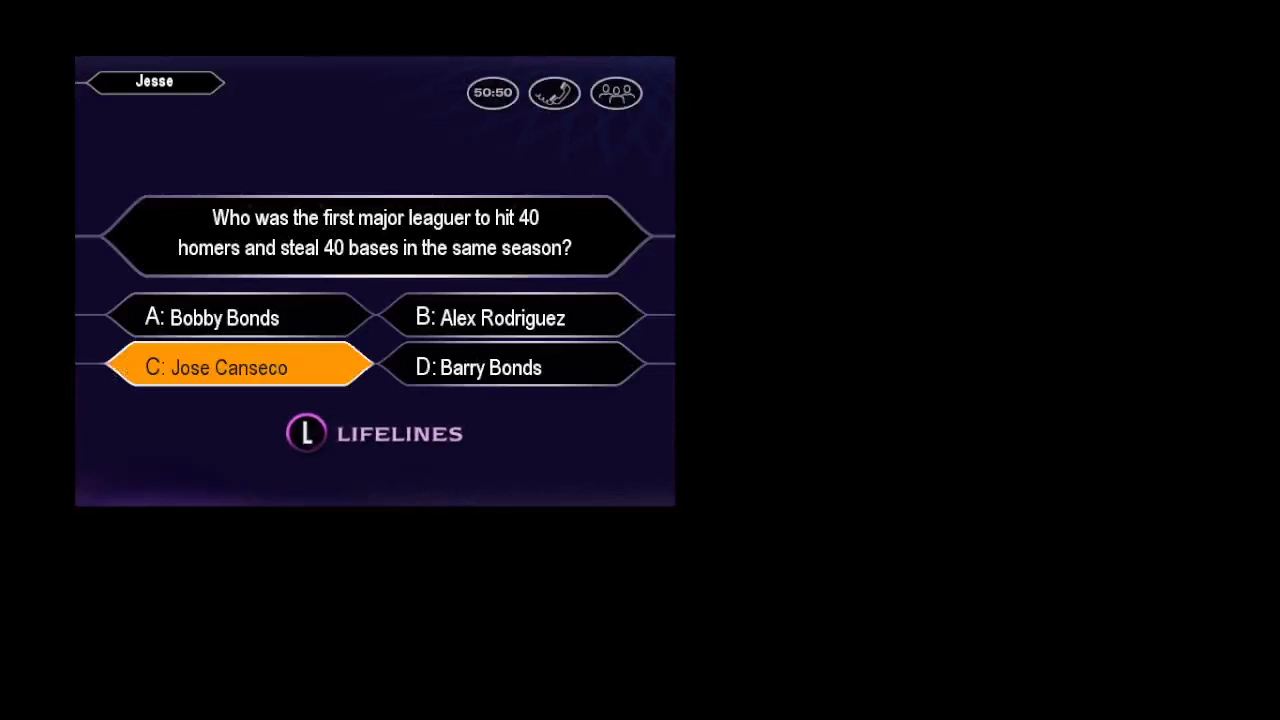 Jesse
50:50
Who was the first major leaguer to hit 40
homers and steal 40 bases in the same season?
A: Bobby Bonds
B: Alex Rodriguez
C: Jose Canseco
D: Barry Bonds
L LIFELINES